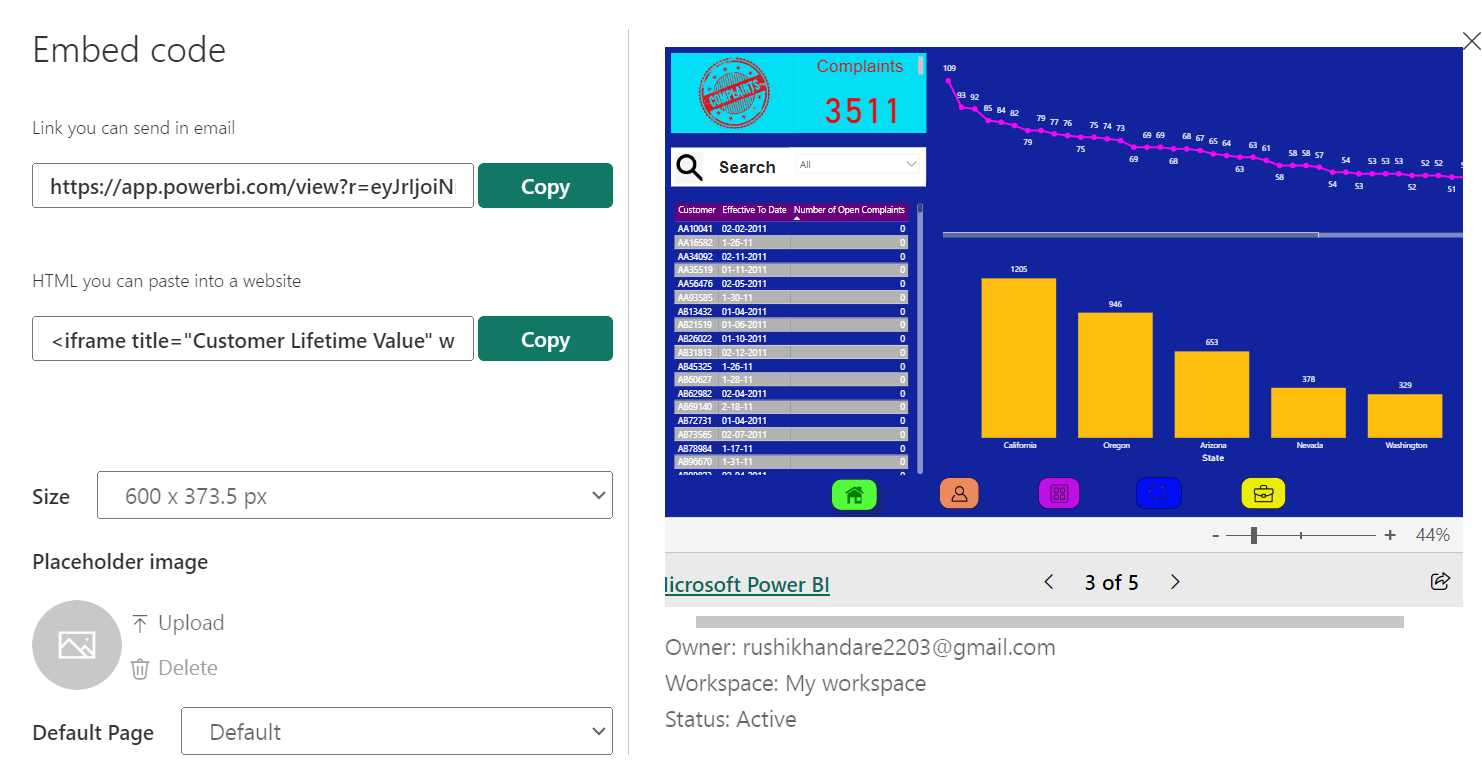 Embed code
Link you can send in email
https://app.powerbi.com/view?r=eyJrIjoiN
Copy
HTML you can paste into a website
<iframe title="Customer Lifetime Value" w
Copy
Size
600 x 373.5 px
Placeholder image
Upload
Delete
Default Page
Default
COMPLAINTS
Complaints
3511
Search
All
Customer Effective To Date Number of Open Complaints
AA10041 02-02-2011 0
AA16582 1-26-11 0
AA34092 02-11-2011 0
AA35519 01-11-2011 0
AA56476 02-05-2011 0
AA93585 1-30-11 0
AB13432 01-04-2011 0
AB21519 01-06-2011 0
AB26022 01-10-2011 0
AB31813 02-12-2011 0
AB45325 1-26-11 0
AB60627 1-28-11 0
AB62982 02-04-2011 0
AB69140 2-18-11 0
AB72731 01-04-2011 0
AB73565 02-07-2011 0
AB78984 1-17-11 0
AB96670 1-31-11 0
109
93 92
85 84 82
79
79 77 76
75
75 74 73
69
69 69
68
68 67 65 64
63
63 61
58
58 58 57
54
54
53
53 53 53
52
52 52
51
1205
946
653
378
329
California Oregon Arizona Nevada Washington
State
- + 44%
icrosoft Power BI
3 of 5
Owner: rushikhandare2203@gmail.com
Workspace: My workspace
Status: Active